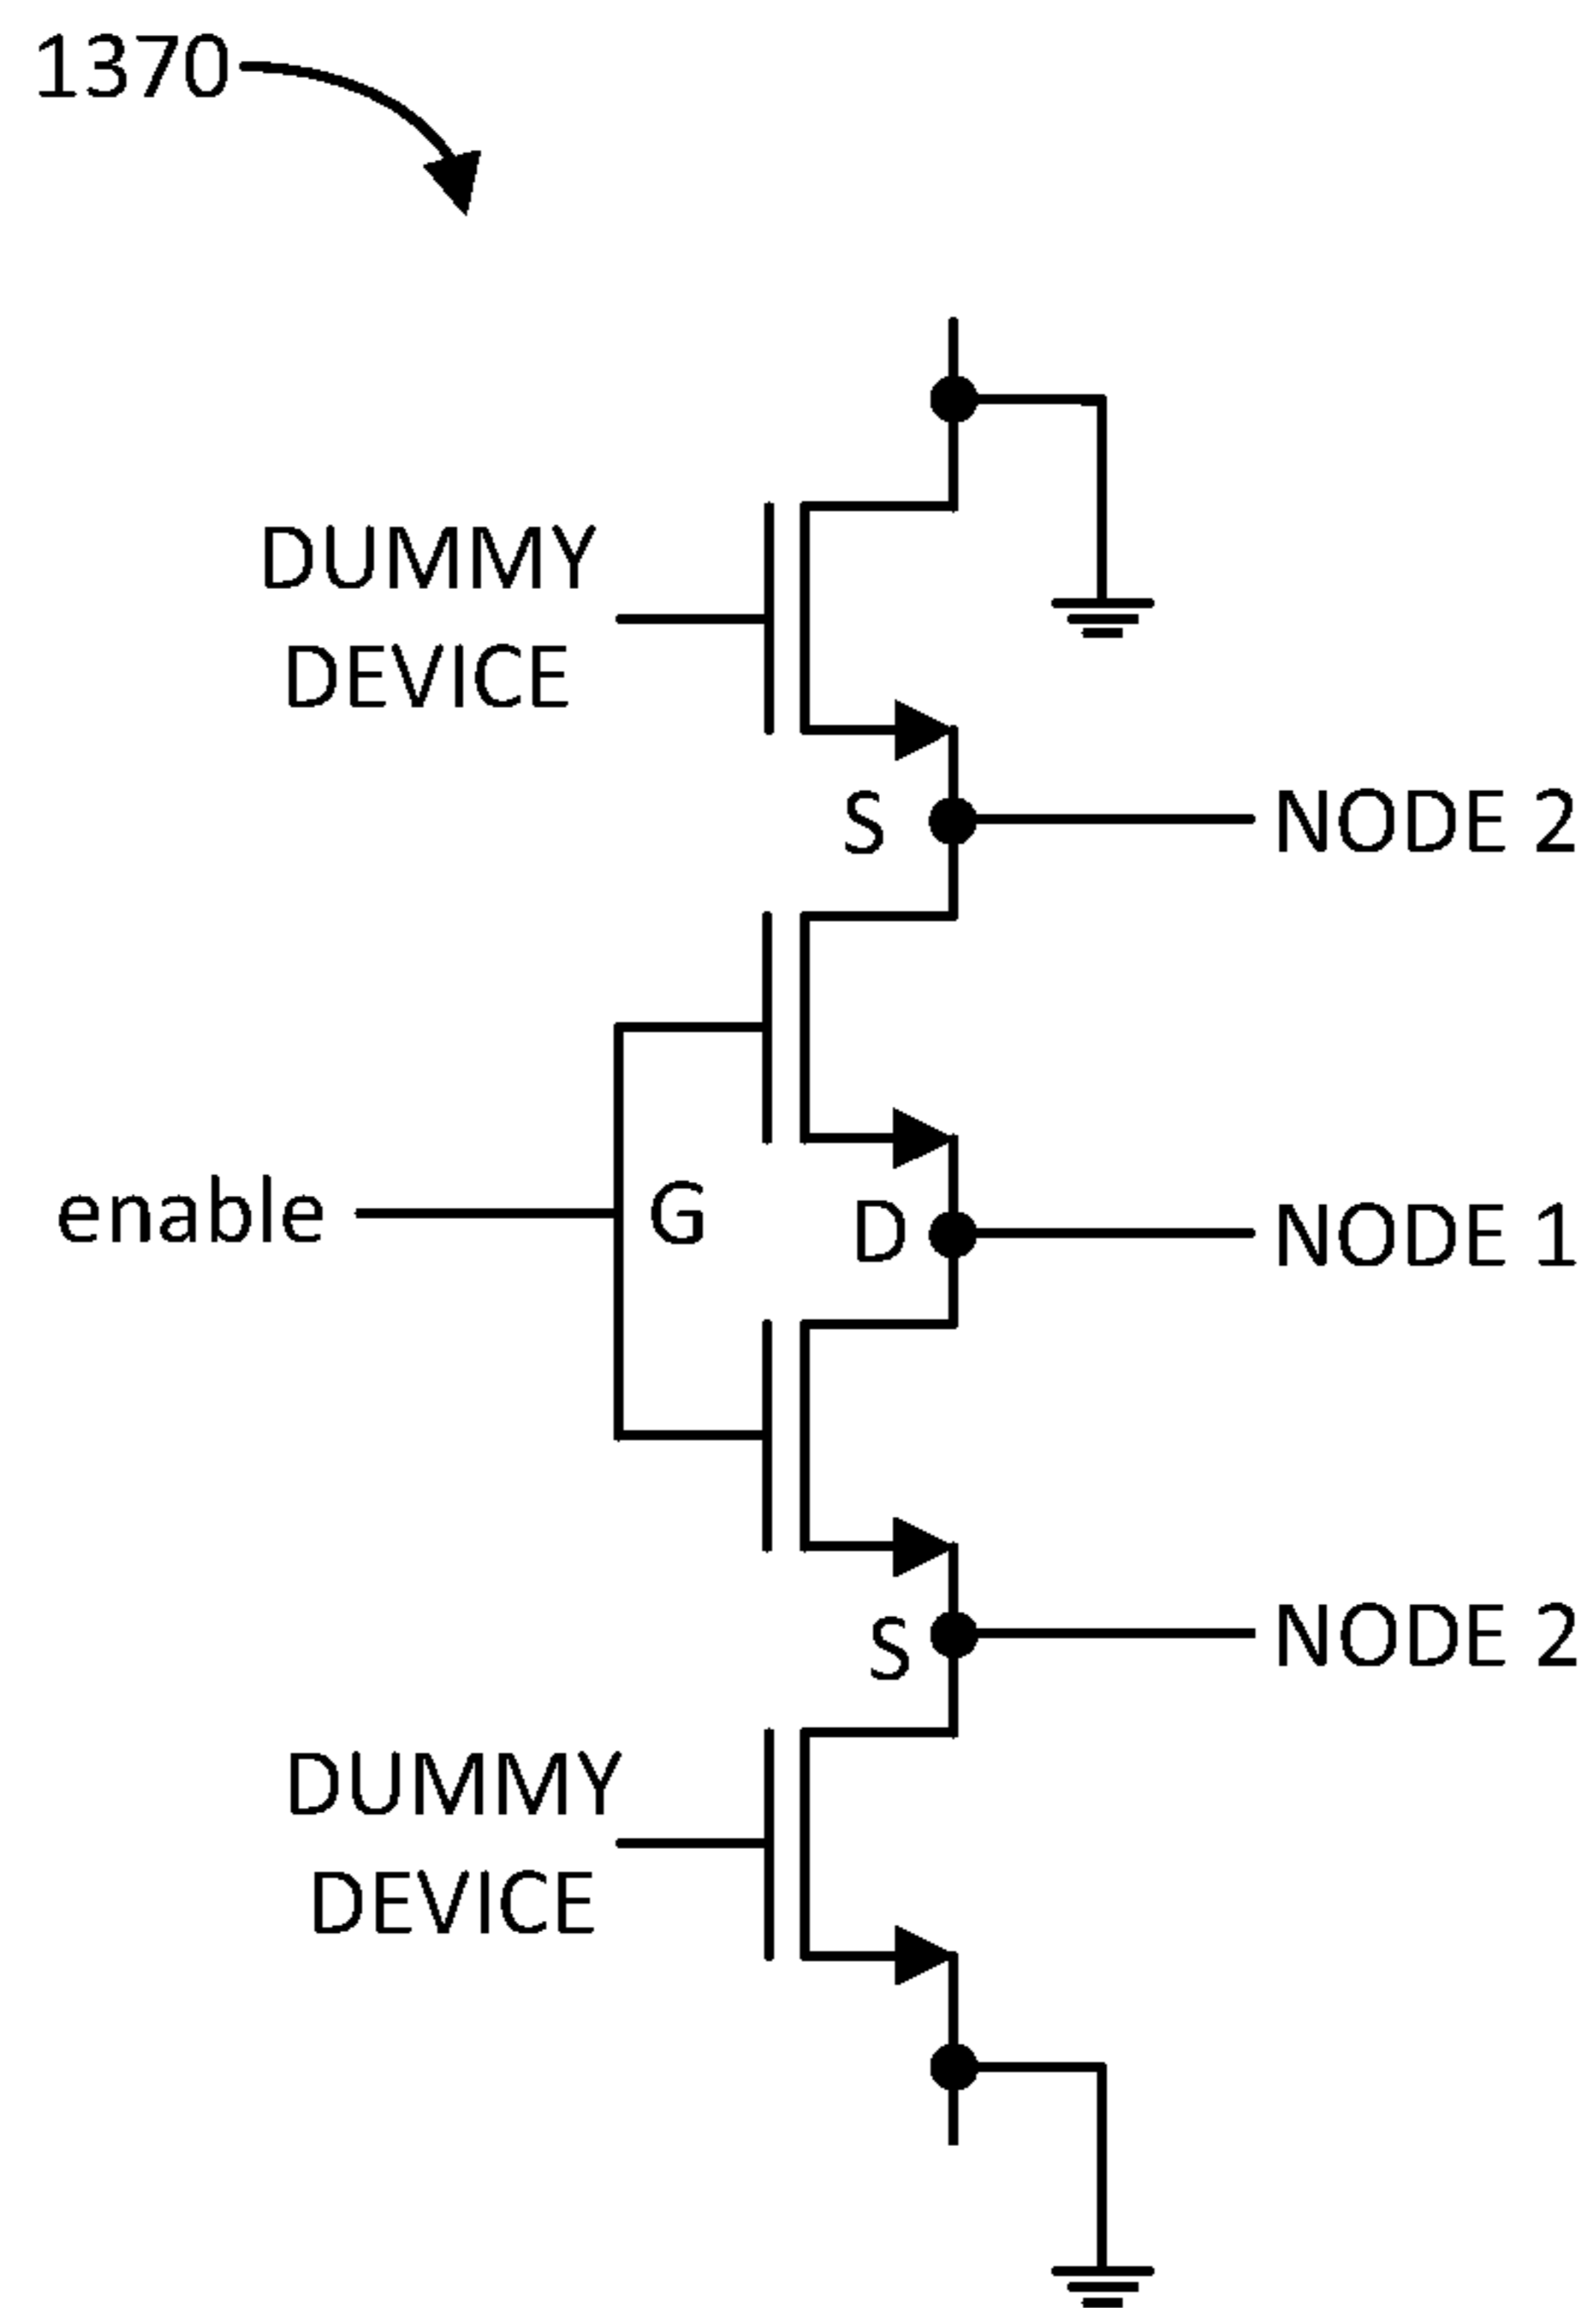 1370
DUMMY
DEVICE
S
NODE 2
enable
G
D
NODE 1
S
NODE 2
DUMMY
DEVICE